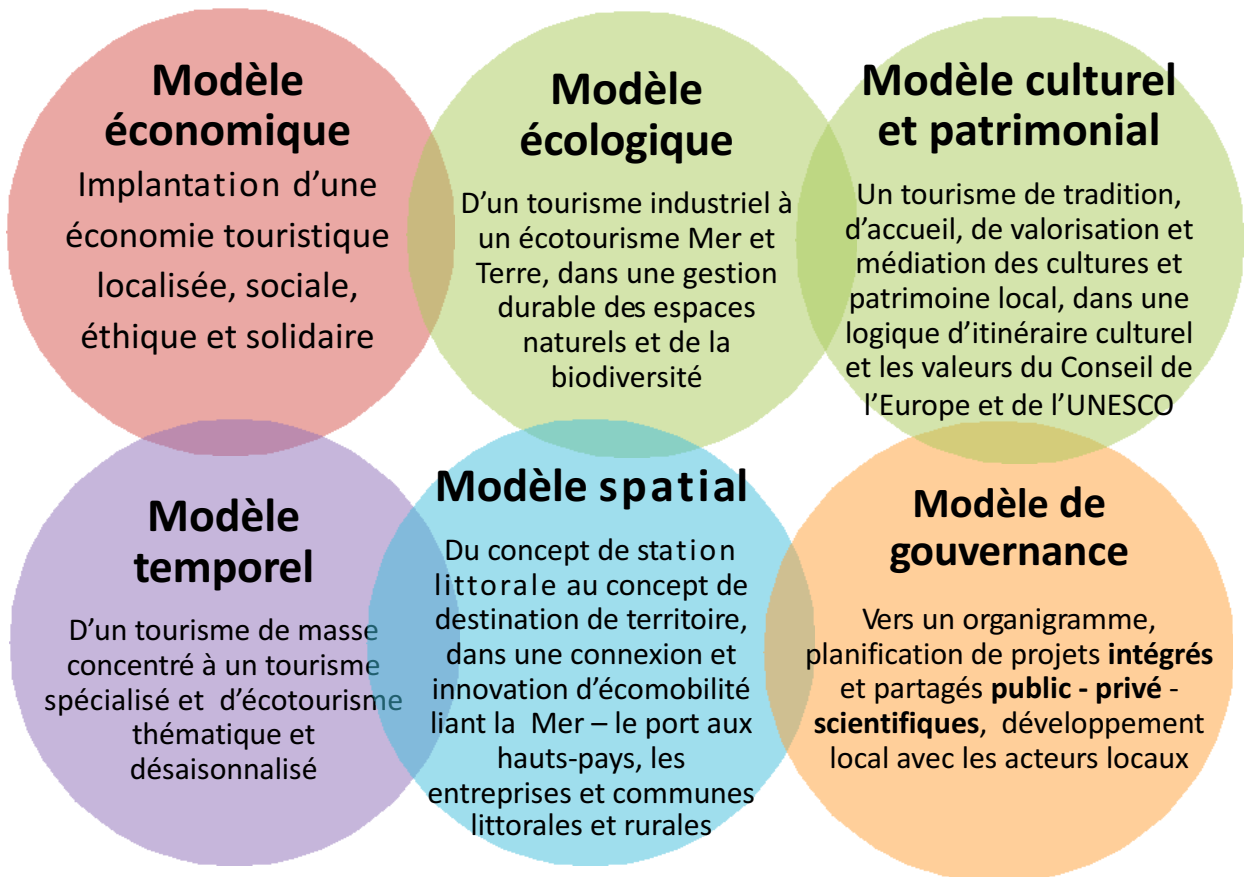 Modèle
économique
Implantation d’une
économie touristique
localisée, sociale,
éthique et solidaire
Modèle
écologique
D’un tourisme industriel à
un écotourisme Mer et
Terre, dans une gestion
durable des espaces
naturels et de la
biodiversité
Modèle culturel
et patrimonial
Un tourisme de tradition,
d’accueil, de valorisation et
médiation des cultures et
patrimoine local, dans une
logique d’itinéraire culturel
et les valeurs du Conseil de
l’Europe et de l’UNESCO
Modèle
temporel
D’un tourisme de masse
concentré à un tourisme
spécialisé et d’écotourisme
thématique et
désaisonnalisé
Modèle spatial
Du concept de station
littorale au concept de
destination de territoire,
dans une connexion et
innovation d’écomobilité
liant la Mer – le port aux
hauts-pays, les
entreprises et communes
littorales et rurales
Modèle de
gouvernance
Vers un organigramme,
planification de projets intégrés
et partagés public - privé -
scientifiques, développement
local avec les acteurs locaux